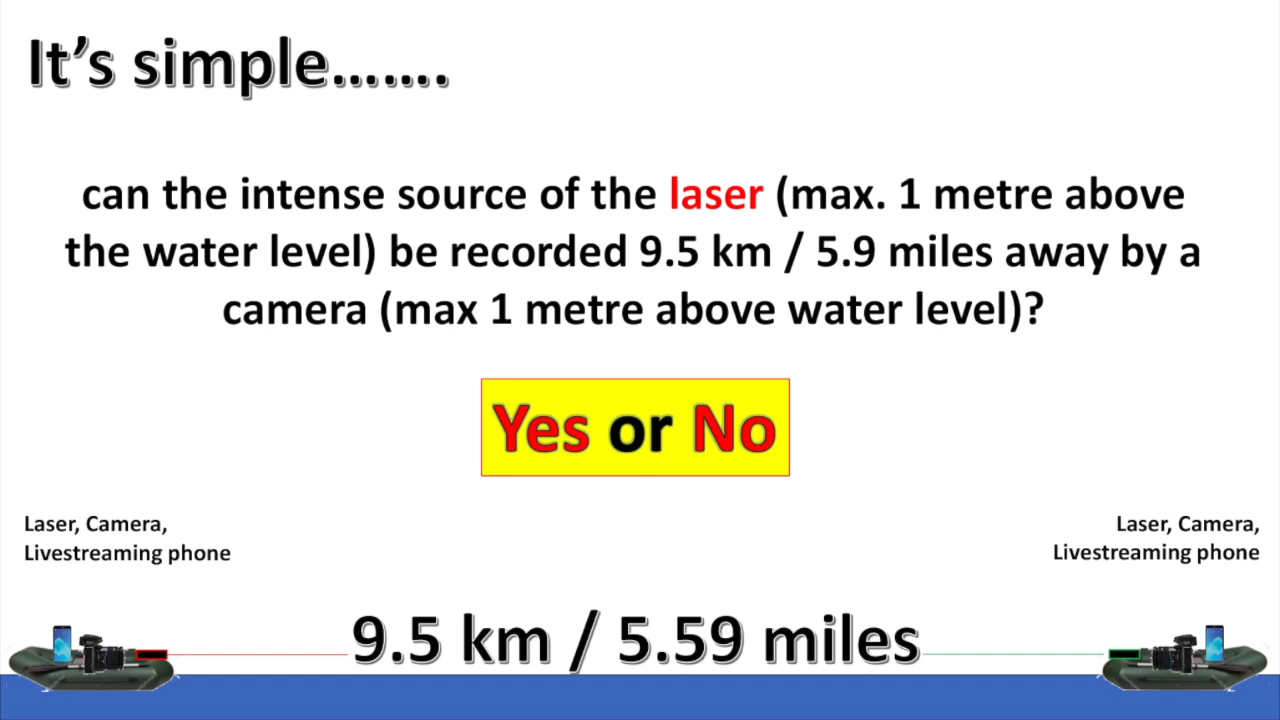 It's simple.......
can the intense source of the laser (max. 1 metre above
the water level) be recorded 9.5 km / 5.9 miles away by a
camera (max 1 metre above water level)?
Yes or No
Laser, Camera,
Livestreaming phone
Laser, Camera,
Livestreaming phone
9.5 km / 5.59 miles